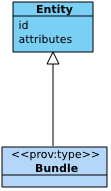 Entity
id
attributes
<<prov:type>>
Bundle